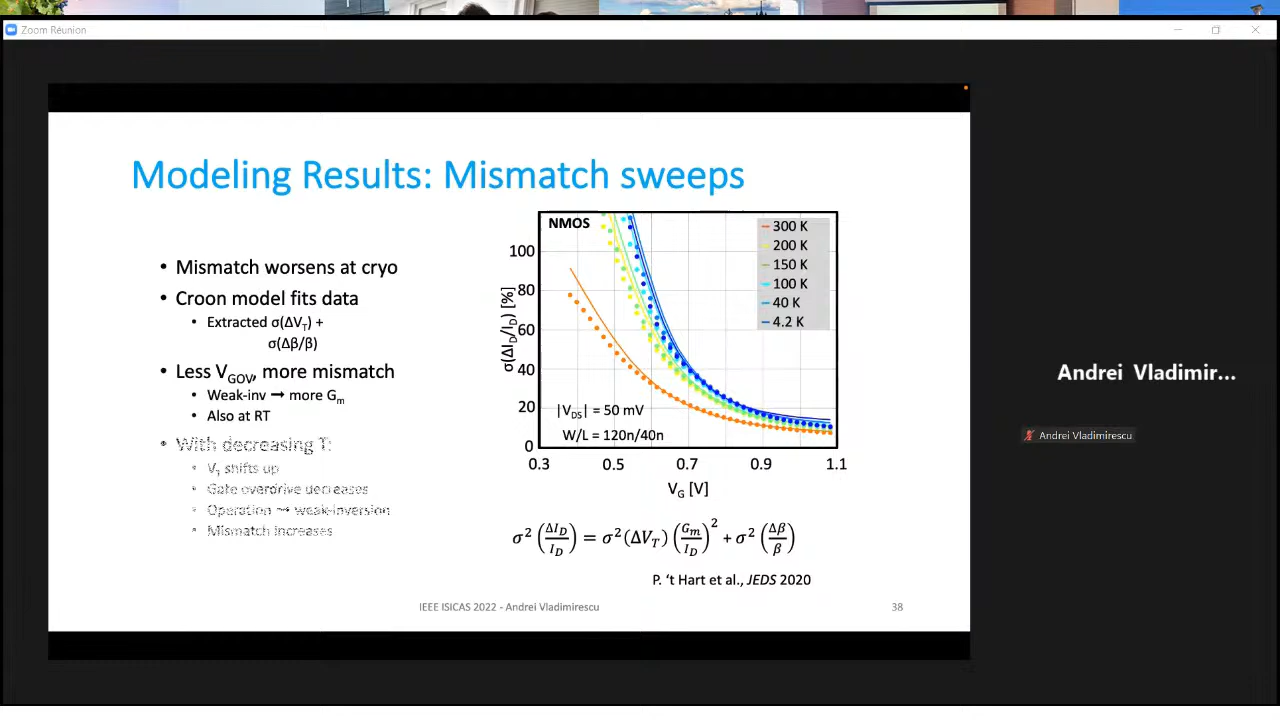 Zoom Reunion
Modeling Results: Mismatch sweeps
• Mismatch worsens at cryo
• Croon model fits data
• Extracted σ(ΔV_T) +
σ(Δβ/β)
• Less V_GOV, more mismatch
• Weak-inv → more G_m
• Also at RT
• With decreasing T:
• V_T shifts up
• Gate overdrive decreases
• Operation → weak-inversion
• Mismatch increases
NMOS
300 K
200 K
150 K
100 K
40 K
4.2 K
σ(ΔI_D/I_D) [%]
100
80
60
40
20
0
|V_DS| = 50 mV
W/L = 120n/40n
0.3 0.5 0.7 0.9 1.1
V_G [V]
σ²(ΔI_D/I_D) = σ²(ΔV_T)(G_m/I_D)² + σ²(Δβ/β)
P. ‘t Hart et al., JEDS 2020
IEEE ISICAS 2022 - Andrei Vladimirescu
38
Andrei Vladimir...
Andrei Vladimirescu